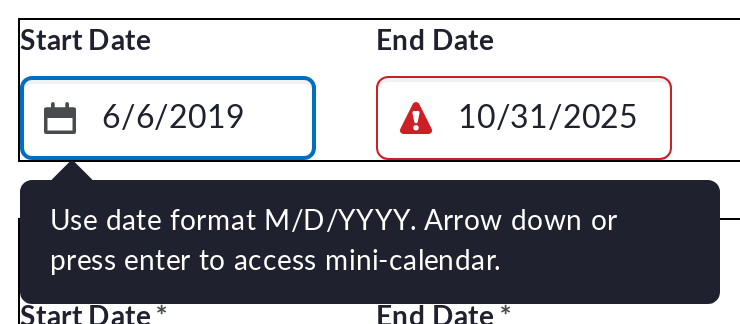 Start Date
End Date
6/6/2019
10/31/2025
Use date format M/D/YYYY. Arrow down or
press enter to access mini-calendar.
Start Date *
End Date *